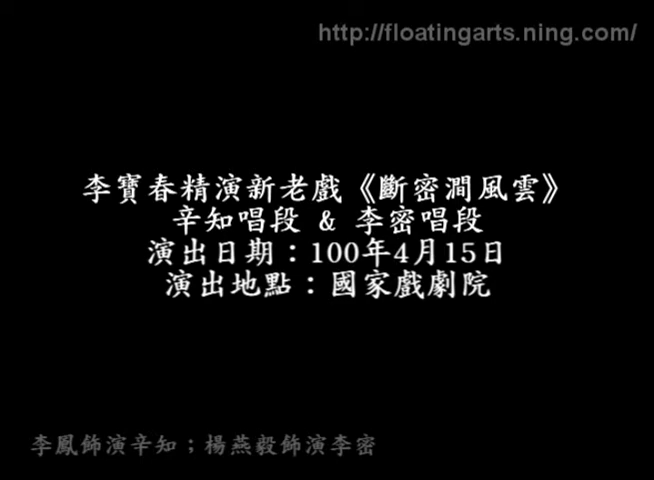 http://floatingarts.ning.com/
李寶春精演新老戲《斷密澗風雲》
辛知唱段 & 李密唱段
演出日期：100年4月15日
演出地點：國家戲劇院
李鳳飾演辛知；楊燕毅飾演李密